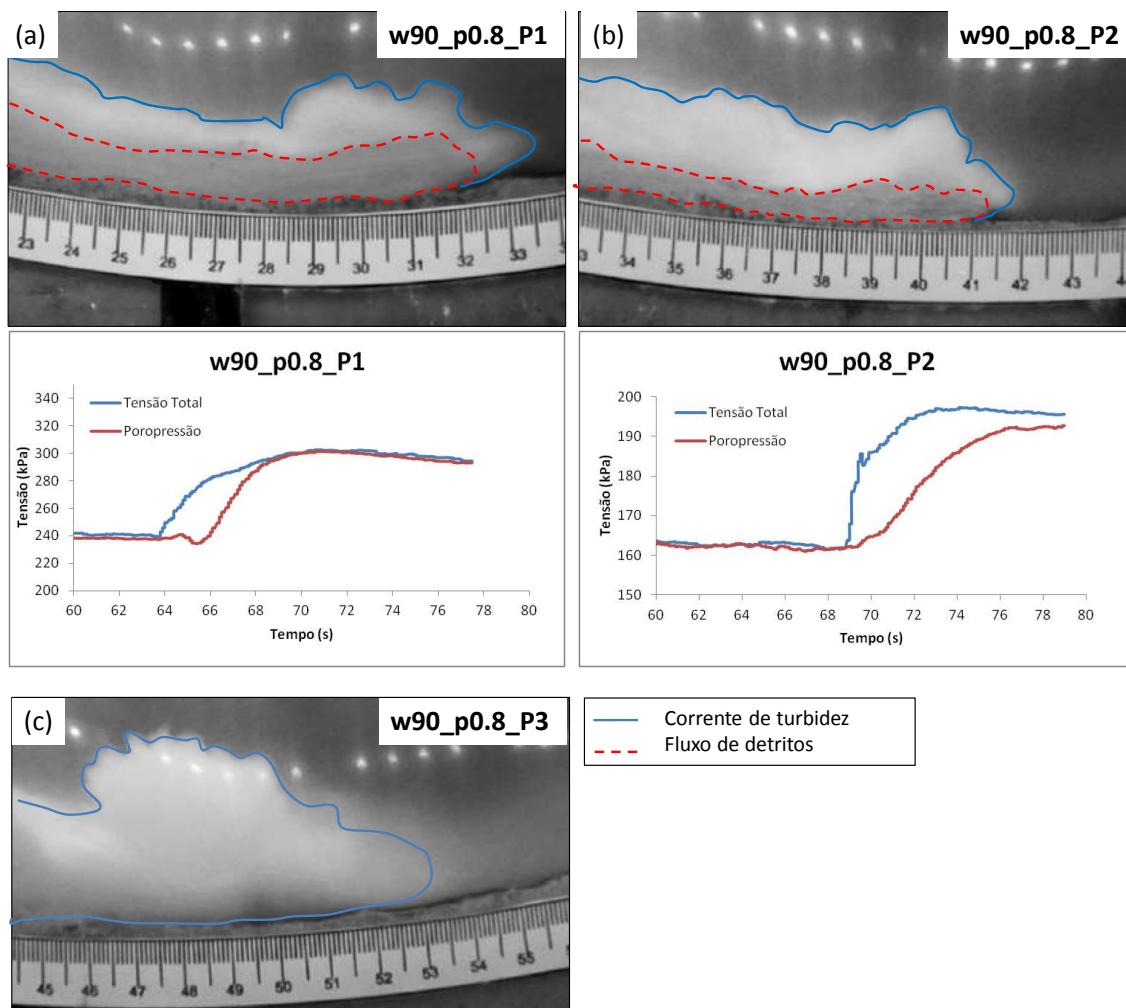 (a) w90_p0.8_P1
23 24 25 26 27 28 29 30 31 32 33
(b) w90_p0.8_P2
34 35 36 37 38 39 40 41 42 43
w90_p0.8_P1
Tensão Total
Poropressão
Tensão (kPa)
340
320
300
280
260
240
220
200
60 62 64 66 68 70 72 74 76 78 80
Tempo (s)
w90_p0.8_P2
Tensão Total
Poropressão
Tensão (kPa)
200
190
180
170
160
150
60 62 64 66 68 70 72 74 76 78 80
Tempo (s)
(c) w90_p0.8_P3
45 46 47 48 49 50 51 52 53 54 55
Corrente de turbidez
Fluxo de detritos